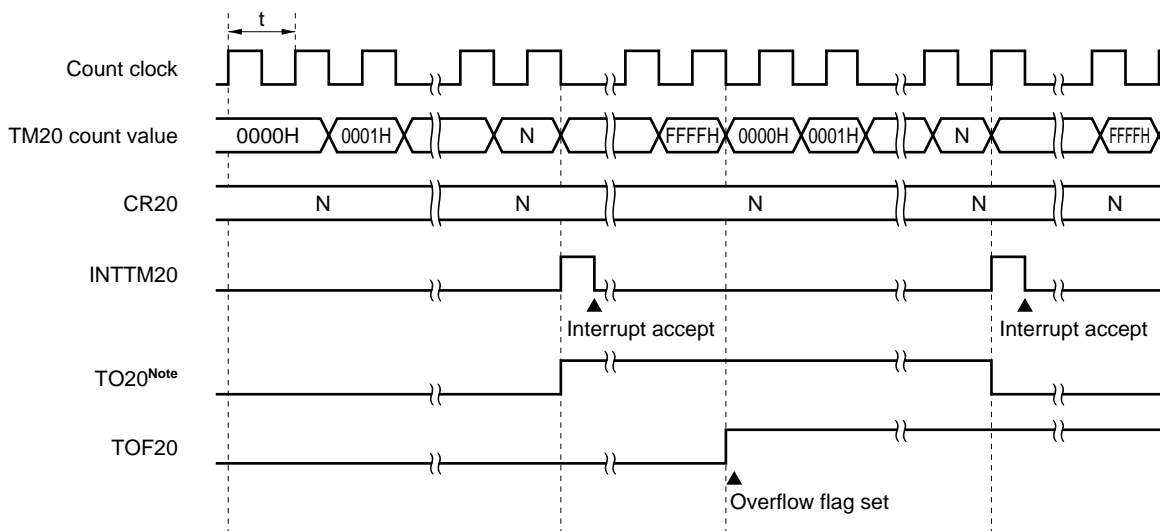 t
Count clock
TM20 count value 0000H 0001H N FFFFH 0000H 0001H N FFFFH
CR20 N N N N N
INTTM20
Interrupt accept Interrupt accept
TO20Note
TOF20
Overflow flag set